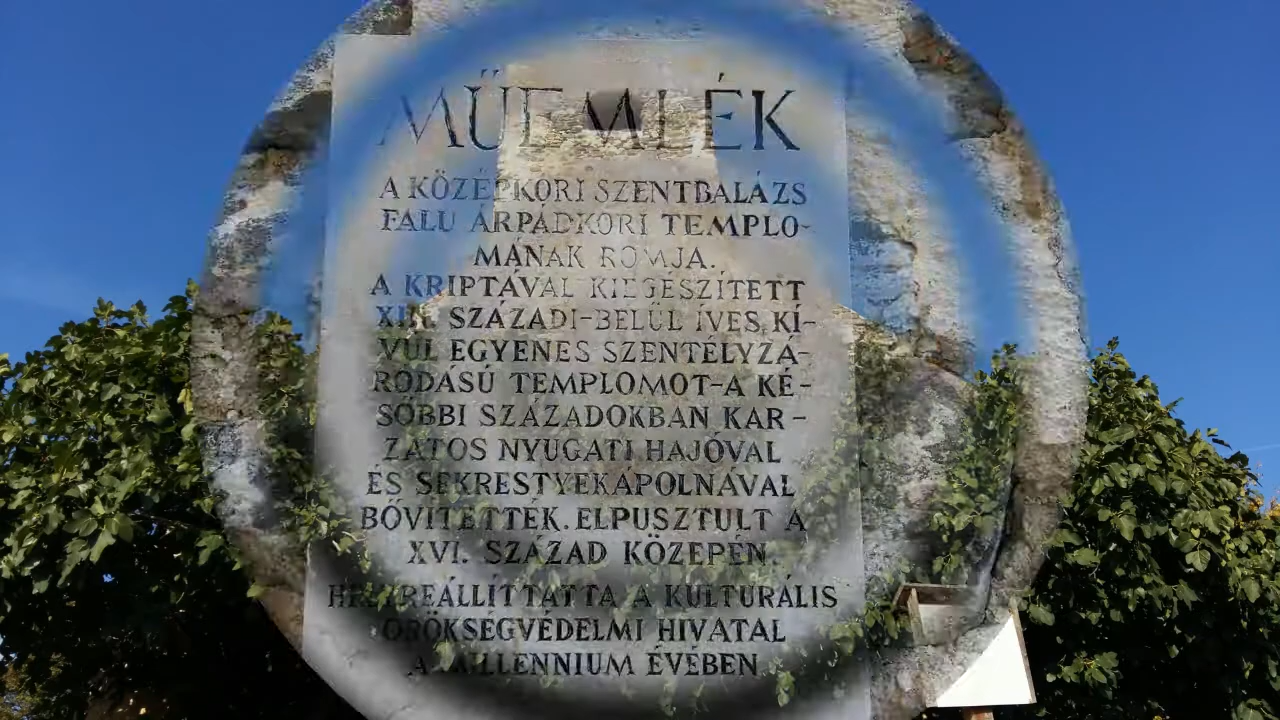 MŰEMLÉK
A KÖZÉPKORI SZENTBALÁZS
FALU ÁRPÁDKORI TEMPLO-
MÁNAK ROMJA.
A KRIPTÁVAL KIEGÉSZÍTETT
XIII. SZÁZADI-BELÜL ÍVES, KÍ-
VÜL EGYENES SZENTÉLYZÁ-
RÓDÁSÚ TEMPLOMOT-A KÉ-
SŐBBI SZÁZADOKBAN KAR-
ZATOS NYUGATI HAJÓVAL
ÉS SEKRESTYEKÁPOLNÁVAL
BŐVÍTETTÉK. ELPUSZTULT A
XVI. SZÁZAD KÖZEPÉN.
HELYREÁLLÍTTATTA A KULTURÁLIS
ÖRÖKSÉGVÉDELMI HIVATAL
A MILLENNIUM ÉVÉBEN